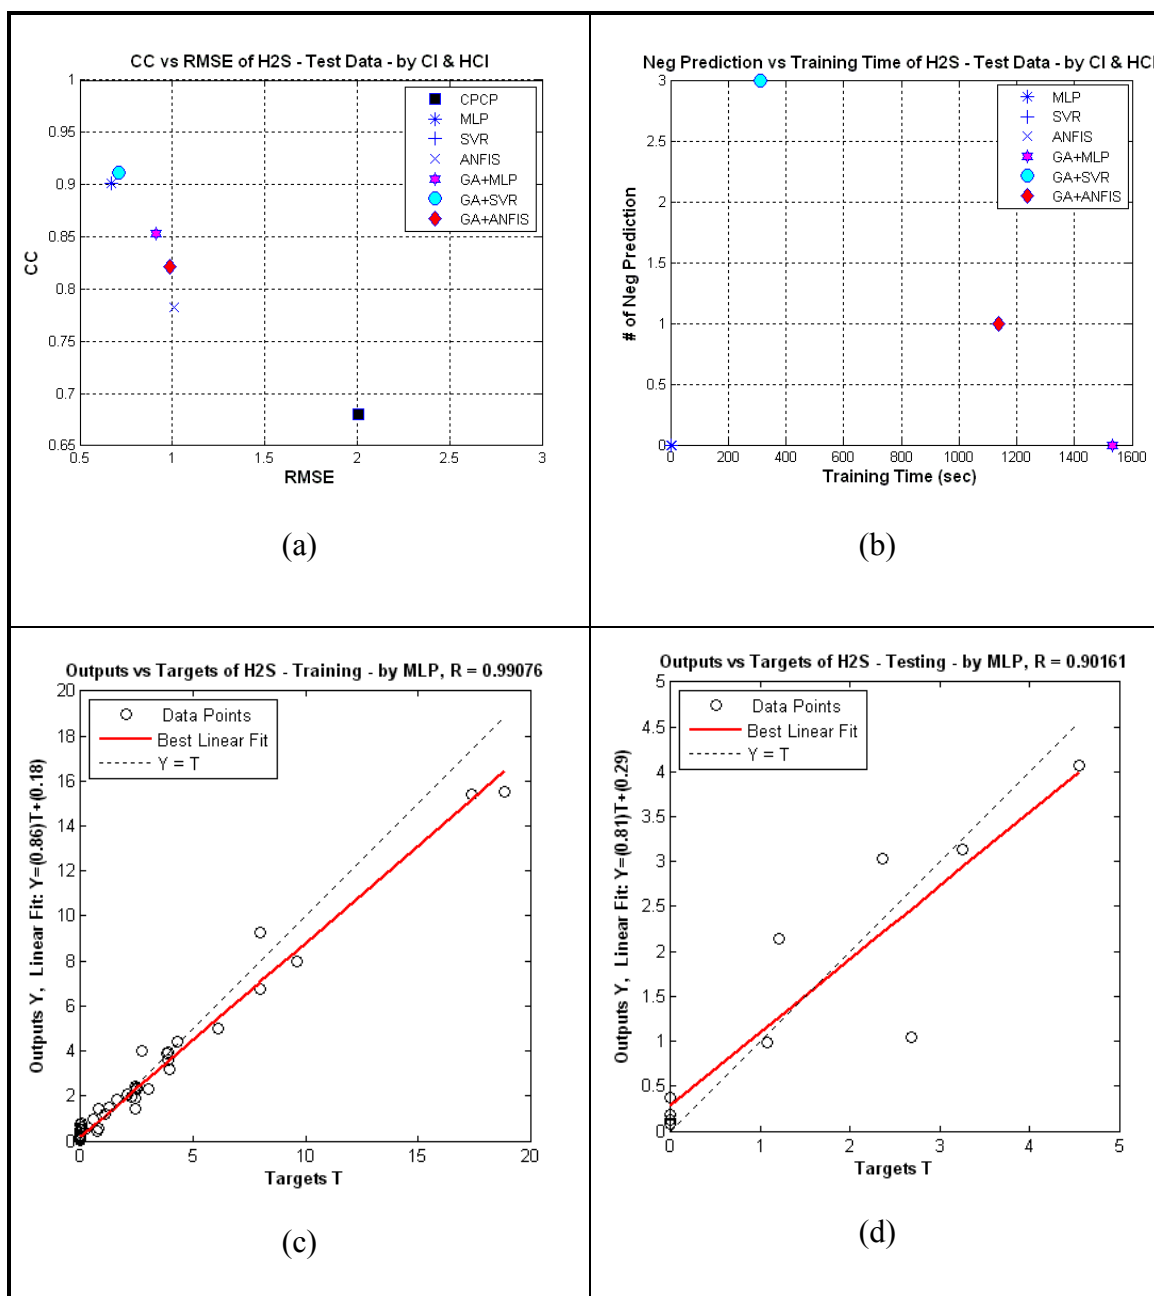 CC vs RMSE of H2S - Test Data - by CI & HCI
1
0.95
0.9
0.85
0.8
0.75
0.7
0.65
CC
0.5
1
1.5
2
2.5
3
RMSE
CPCP
MLP
SVR
ANFIS
GA+MLP
GA+SVR
GA+ANFIS
(a)
Neg Prediction vs Training Time of H2S - Test Data - by CI & HCI
3
2.5
2
1.5
1
0.5
0
# of Neg Prediction
0
200
400
600
800
1000
1200
1400
1600
Training Time (sec)
MLP
SVR
ANFIS
GA+MLP
GA+SVR
GA+ANFIS
(b)
Outputs vs Targets of H2S - Training - by MLP, R = 0.99076
20
18
16
14
12
10
8
6
4
2
0
Outputs Y, Linear Fit: Y=(0.86)T+(0.18)
0
5
10
15
20
Targets T
Data Points
Best Linear Fit
Y = T
(c)
Outputs vs Targets of H2S - Testing - by MLP, R = 0.90161
5
4.5
4
3.5
3
2.5
2
1.5
1
0.5
0
Outputs Y, Linear Fit: Y=(0.81)T+(0.29)
0
1
2
3
4
5
Targets T
Data Points
Best Linear Fit
Y = T
(d)